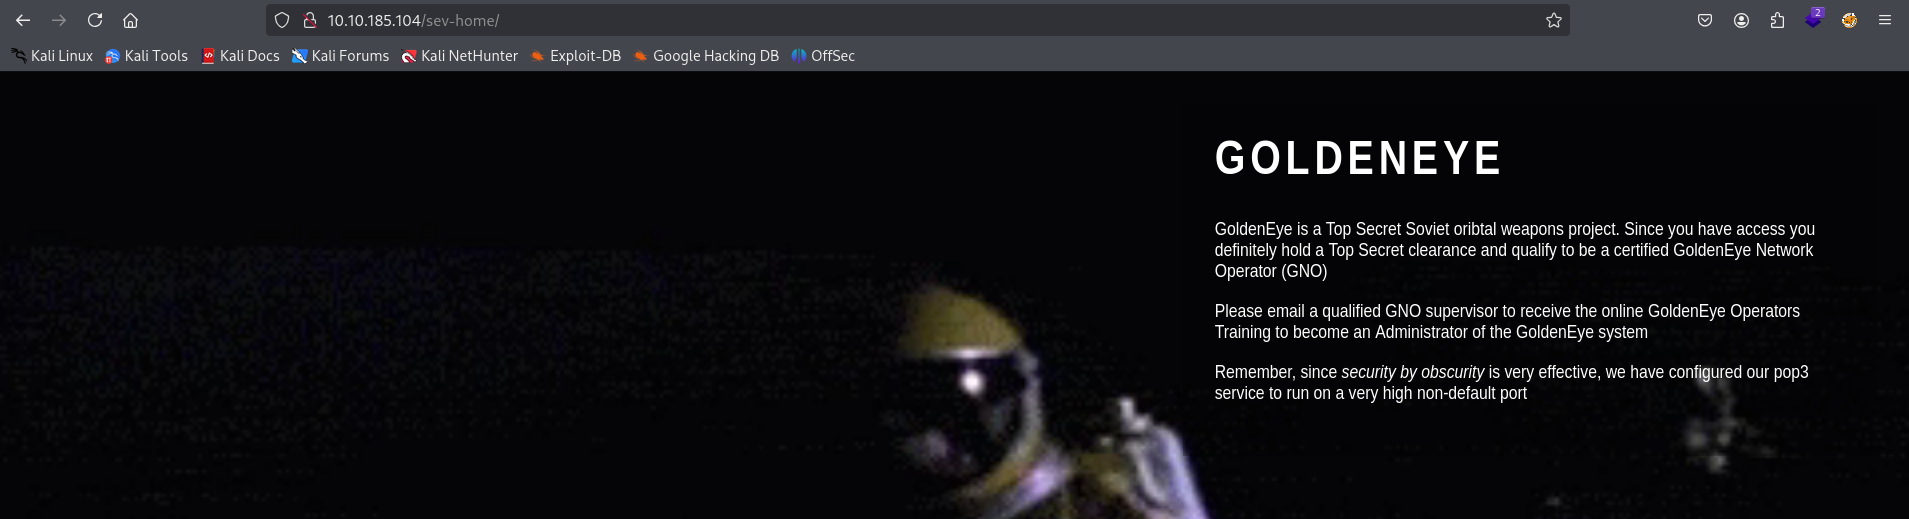 10.10.185.104/sev-home/
2
Kali Linux Kali Tools Kali Docs Kali Forums Kali NetHunter Exploit-DB Google Hacking DB OffSec
GOLDENEYE
GoldenEye is a Top Secret Soviet oribtal weapons project. Since you have access you
definitely hold a Top Secret clearance and qualify to be a certified GoldenEye Network
Operator (GNO)
Please email a qualified GNO supervisor to receive the online GoldenEye Operators
Training to become an Administrator of the GoldenEye system
Remember, since security by obscurity is very effective, we have configured our pop3
service to run on a very high non-default port